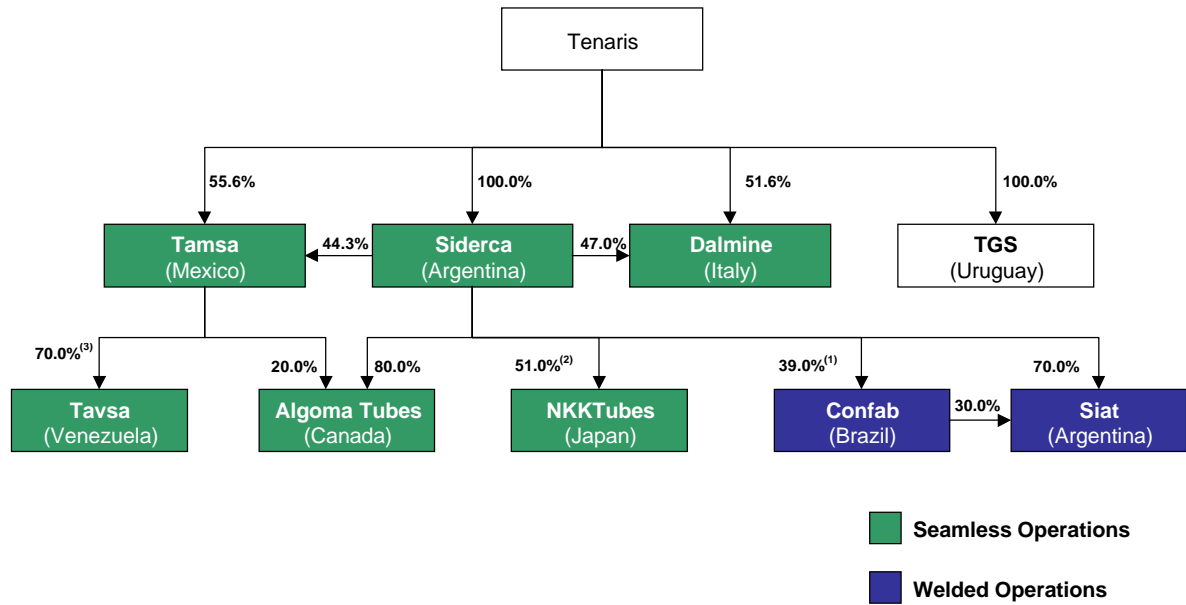 Tenaris
55.6%
100.0%
51.6%
100.0%
Tamsa
(Mexico)
44.3%
Siderca
(Argentina)
47.0%
Dalmine
(Italy)
TGS
(Uruguay)
70.0%(3)
20.0%
80.0%
51.0%(2)
39.0%(1)
70.0%
Tavsa
(Venezuela)
Algoma Tubes
(Canada)
NKKTubes
(Japan)
Confab
(Brazil)
30.0%
Siat
(Argentina)
Seamless Operations
Welded Operations